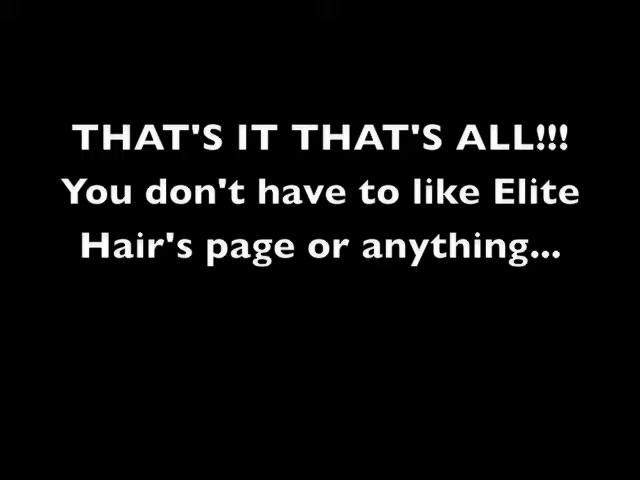 THAT'S IT THAT'S ALL!!!
You don't have to like Elite
Hair's page or anything...